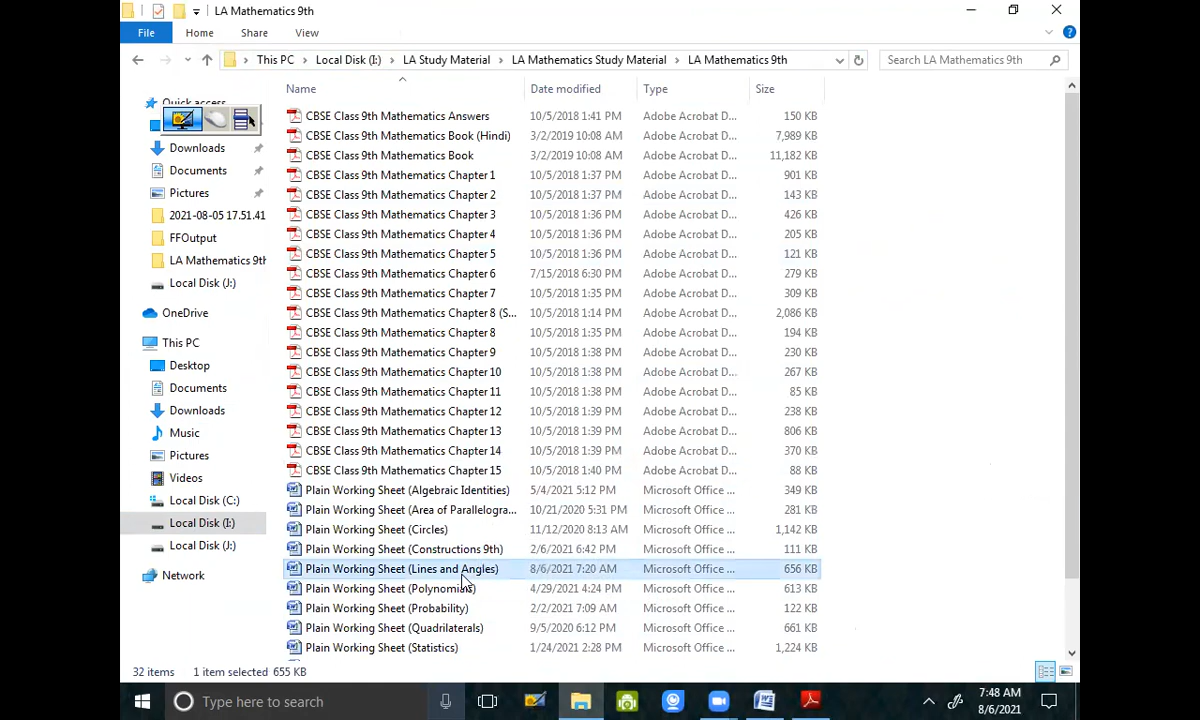 LA Mathematics 9th
File
Home
Share
View
This PC
Local Disk (I:)
LA Study Material
LA Mathematics Study Material
LA Mathematics 9th
Search LA Mathematics 9th
Name
Date modified
Type
Size
Quick access
Downloads
Documents
Pictures
2021-08-05 17.51.41
FFOutput
LA Mathematics 9th
Local Disk (J:)
OneDrive
This PC
Desktop
Documents
Downloads
Music
Pictures
Videos
Local Disk (C:)
Local Disk (I:)
Local Disk (J:)
Network
CBSE Class 9th Mathematics Answers 10/5/2018 1:41 PM Adobe Acrobat D... 150 KB
CBSE Class 9th Mathematics Book (Hindi) 3/2/2019 10:08 AM Adobe Acrobat D... 7,989 KB
CBSE Class 9th Mathematics Book 3/2/2019 10:08 AM Adobe Acrobat D... 11,182 KB
CBSE Class 9th Mathematics Chapter 1 10/5/2018 1:37 PM Adobe Acrobat D... 901 KB
CBSE Class 9th Mathematics Chapter 2 10/5/2018 1:37 PM Adobe Acrobat D... 143 KB
CBSE Class 9th Mathematics Chapter 3 10/5/2018 1:36 PM Adobe Acrobat D... 426 KB
CBSE Class 9th Mathematics Chapter 4 10/5/2018 1:36 PM Adobe Acrobat D... 205 KB
CBSE Class 9th Mathematics Chapter 5 10/5/2018 1:36 PM Adobe Acrobat D... 121 KB
CBSE Class 9th Mathematics Chapter 6 7/15/2018 6:30 PM Adobe Acrobat D... 279 KB
CBSE Class 9th Mathematics Chapter 7 10/5/2018 1:35 PM Adobe Acrobat D... 309 KB
CBSE Class 9th Mathematics Chapter 8 (S... 10/5/2018 1:14 PM Adobe Acrobat D... 2,086 KB
CBSE Class 9th Mathematics Chapter 8 10/5/2018 1:35 PM Adobe Acrobat D... 194 KB
CBSE Class 9th Mathematics Chapter 9 10/5/2018 1:38 PM Adobe Acrobat D... 230 KB
CBSE Class 9th Mathematics Chapter 10 10/5/2018 1:38 PM Adobe Acrobat D... 267 KB
CBSE Class 9th Mathematics Chapter 11 10/5/2018 1:38 PM Adobe Acrobat D... 85 KB
CBSE Class 9th Mathematics Chapter 12 10/5/2018 1:39 PM Adobe Acrobat D... 238 KB
CBSE Class 9th Mathematics Chapter 13 10/5/2018 1:39 PM Adobe Acrobat D... 806 KB
CBSE Class 9th Mathematics Chapter 14 10/5/2018 1:39 PM Adobe Acrobat D... 370 KB
CBSE Class 9th Mathematics Chapter 15 10/5/2018 1:40 PM Adobe Acrobat D... 88 KB
Plain Working Sheet (Algebraic Identities) 5/4/2021 5:12 PM Microsoft Office ... 349 KB
Plain Working Sheet (Area of Parallelogra... 10/21/2020 5:31 PM Microsoft Office ... 281 KB
Plain Working Sheet (Circles) 11/12/2020 8:13 AM Microsoft Office ... 1,142 KB
Plain Working Sheet (Constructions 9th) 2/6/2021 6:42 PM Microsoft Office ... 111 KB
Plain Working Sheet (Lines and Angles) 8/6/2021 7:20 AM Microsoft Office ... 656 KB
Plain Working Sheet (Polynomials) 4/29/2021 4:24 PM Microsoft Office ... 613 KB
Plain Working Sheet (Probability) 2/2/2021 7:09 AM Microsoft Office ... 122 KB
Plain Working Sheet (Quadrilaterals) 9/5/2020 6:12 PM Microsoft Office ... 661 KB
Plain Working Sheet (Statistics) 1/24/2021 2:28 PM Microsoft Office ... 1,224 KB
32 items 1 item selected 655 KB
Type here to search
7:48 AM
8/6/2021